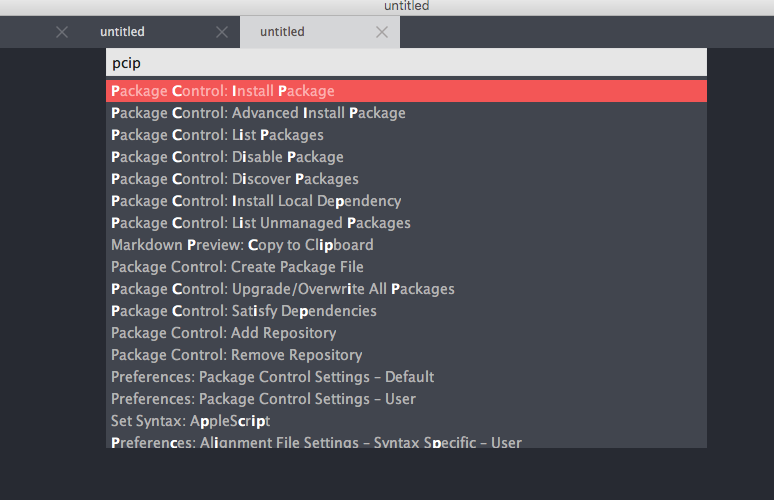 untitled
untitled untitled
pcip
Package Control: Install Package
Package Control: Advanced Install Package
Package Control: List Packages
Package Control: Disable Package
Package Control: Discover Packages
Package Control: Install Local Dependency
Package Control: List Unmanaged Packages
Markdown Preview: Copy to Clipboard
Package Control: Create Package File
Package Control: Upgrade/Overwrite All Packages
Package Control: Satisfy Dependencies
Package Control: Add Repository
Package Control: Remove Repository
Preferences: Package Control Settings – Default
Preferences: Package Control Settings – User
Set Syntax: AppleScript
Preferences: Alignment File Settings – Syntax Specific – User